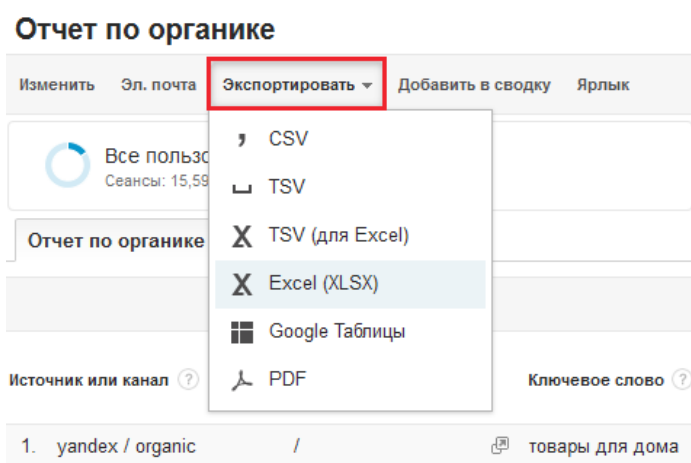 Отчет по органике
Изменить Эл. почта Экспортировать Добавить в сводку Ярлык
CSV
Все пользо
Сеансы: 15,59
TSV
TSV (для Excel)
Отчет по органике
Excel (XLSX)
Google Таблицы
PDF
Источник или канал ? Ключевое слово ?
1. yandex / organic / товары для дома